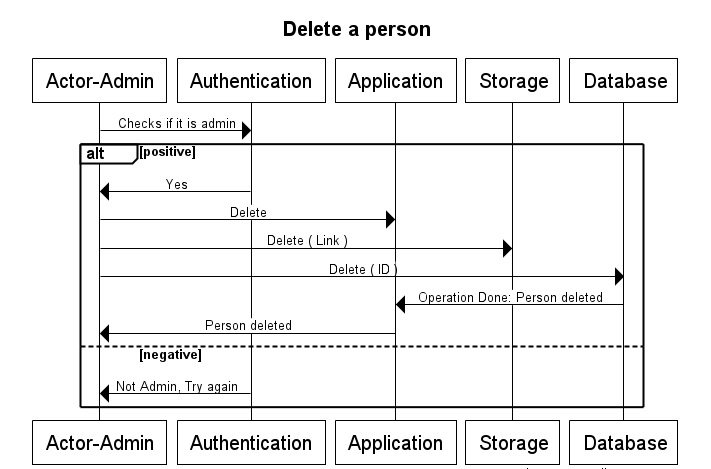 Delete a person
Actor-Admin Authentication Application Storage Database
Checks if it is admin
alt [positive]
Yes
Delete
Delete ( Link )
Delete ( ID )
Operation Done: Person deleted
Person deleted
[negative]
Not Admin, Try again
Actor-Admin Authentication Application Storage Database